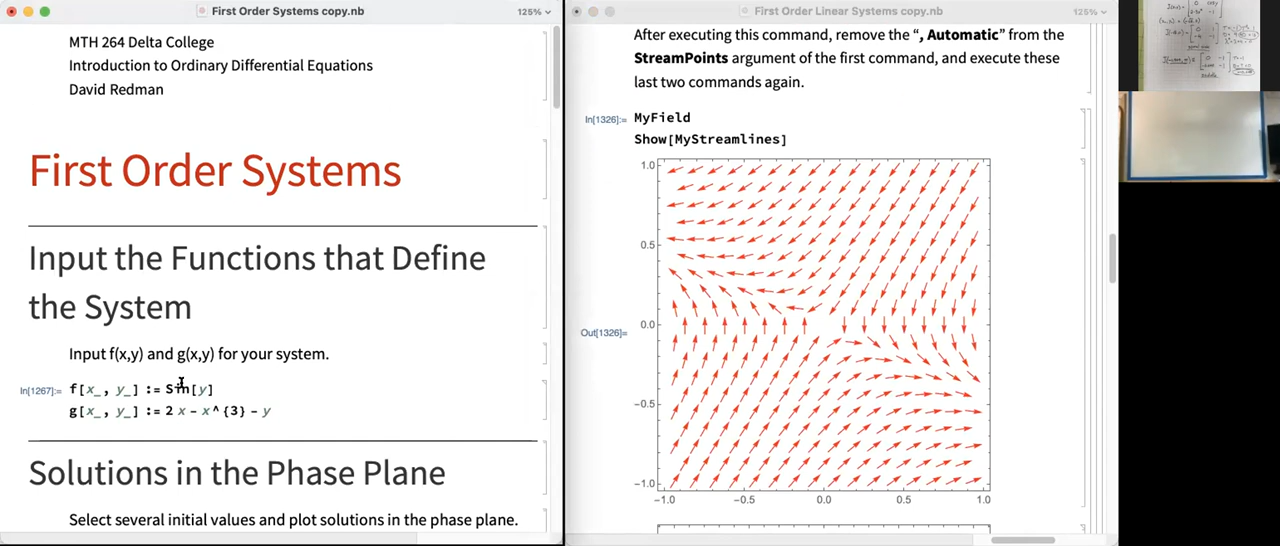 First Order Systems copy.nb
125%
MTH 264 Delta College
Introduction to Ordinary Differential Equations
David Redman
First Order Systems
Input the Functions that Define
the System
Input f(x,y) and g(x,y) for your system.
In[1267]:= f[x_, y_] := Sin[y]
g[x_, y_] := 2 x - x^{3} - y
Solutions in the Phase Plane
Select several initial values and plot solutions in the phase plane.
First Order Linear Systems copy.nb
125%
After executing this command, remove the “, Automatic” from the
StreamPoints argument of the first command, and execute these
last two commands again.
In[1326]:= MyField
Show[MyStreamlines]
1.0
0.5
Out[1326]= 0.0
-0.5
-1.0
-1.0 -0.5 0.0 0.5 1.0